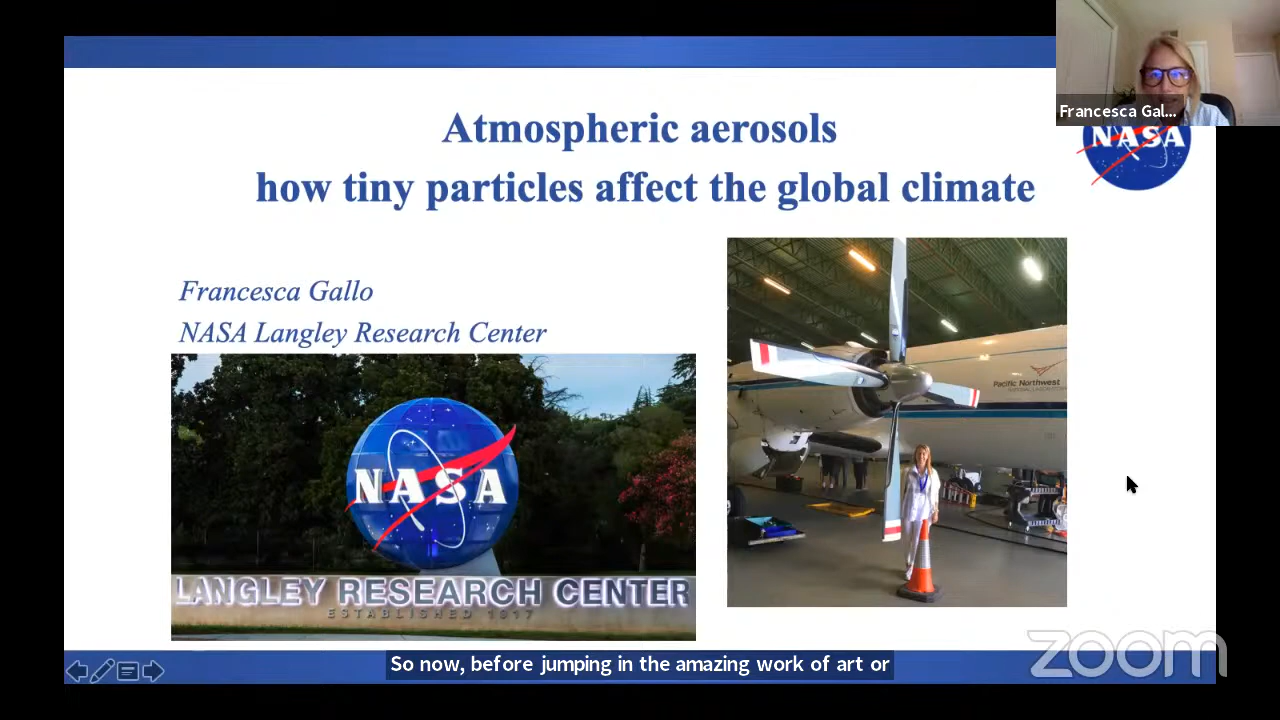 Atmospheric aerosols
how tiny particles affect the global climate
Francesca Gal...
NASA
Francesca Gallo
NASA Langley Research Center
Pacific Northwest
NASA
LANGLEY RESEARCH CENTER
ESTABLISHED 1917
zoom
So now, before jumping in the amazing work of art or